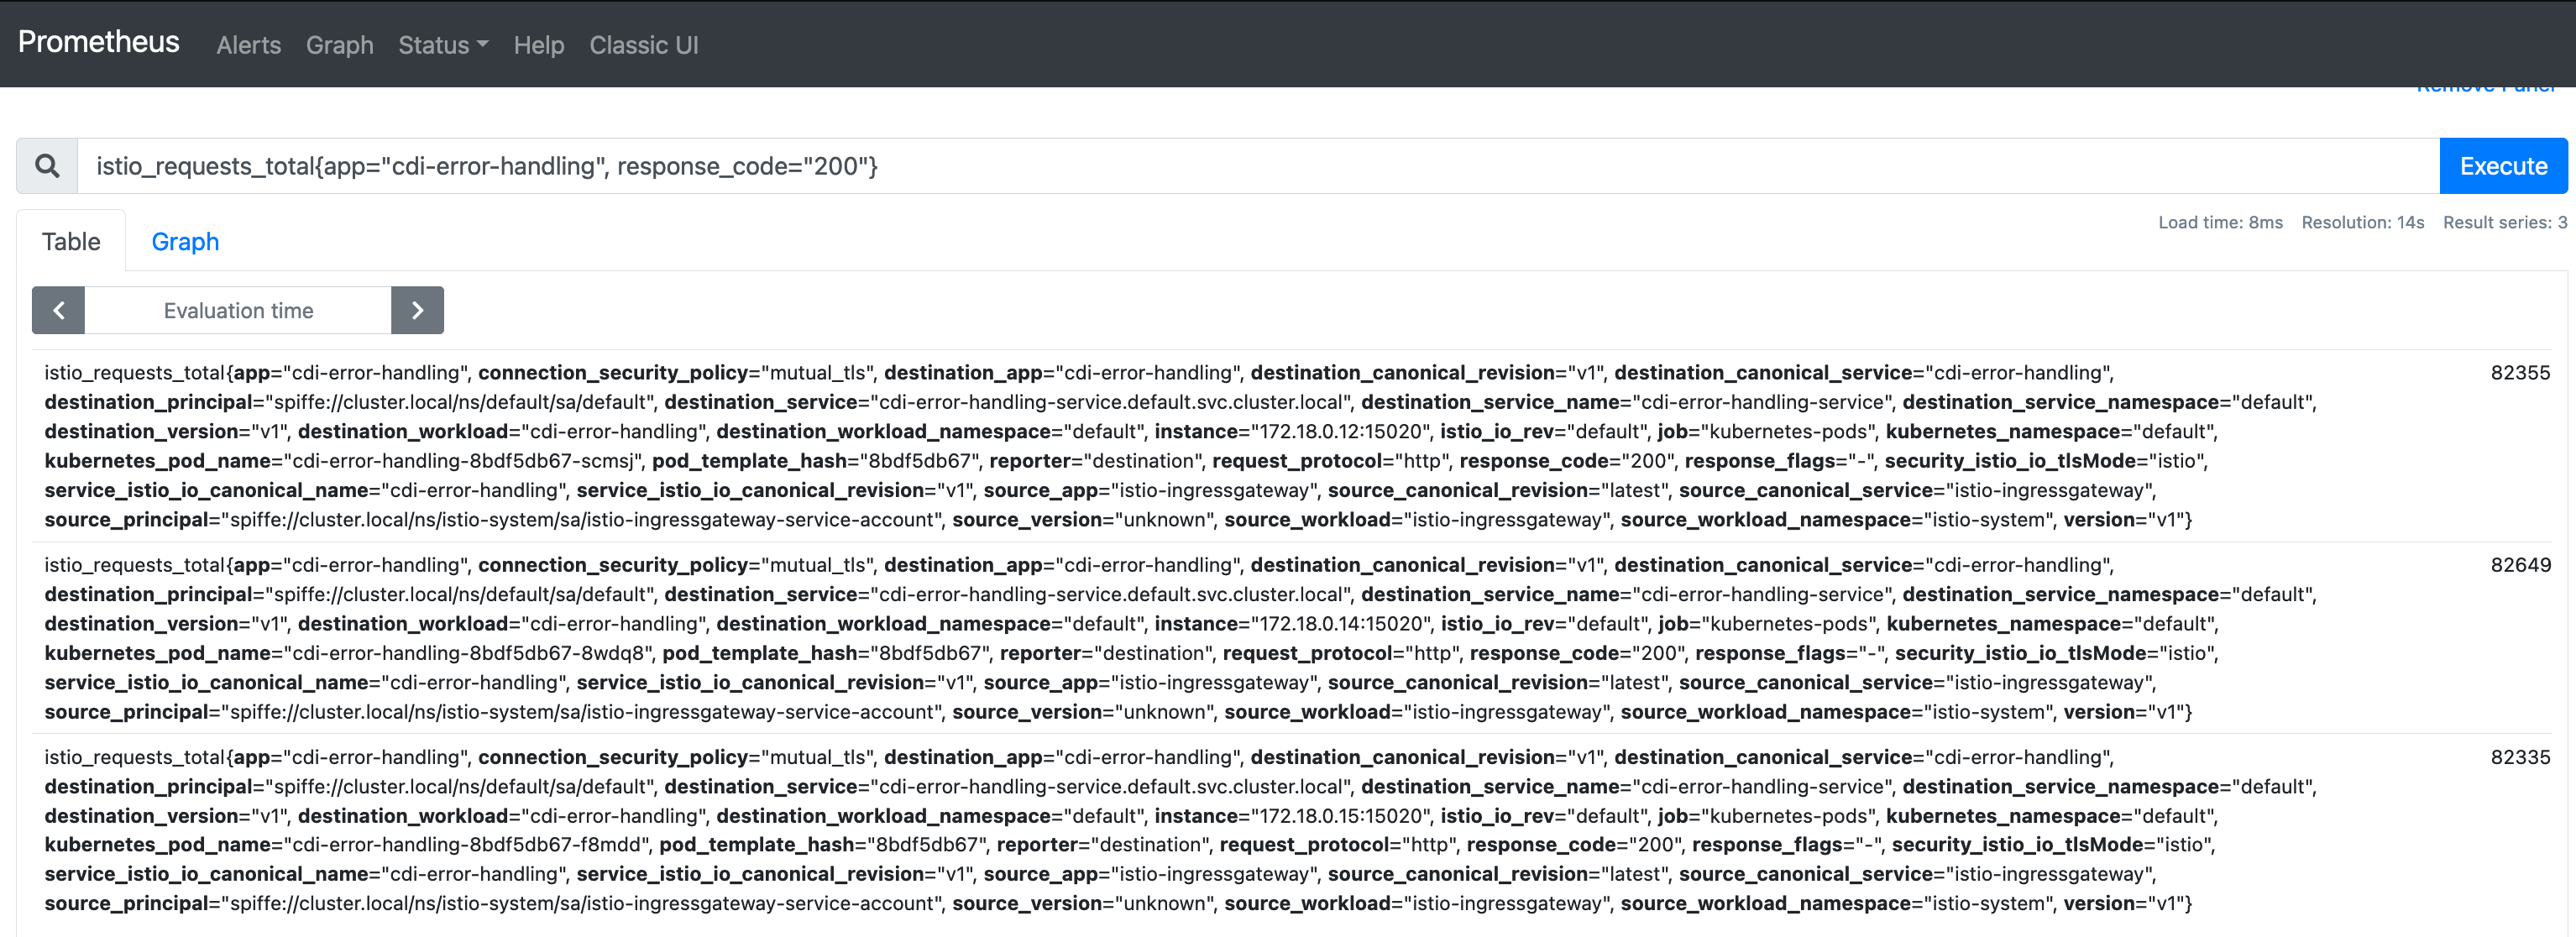 Prometheus Alerts Graph Status Help Classic UI
Remove Panel
istio_requests_total{app="cdi-error-handling", response_code="200"} Execute
Table Graph Load time: 8ms Resolution: 14s Result series: 3
Evaluation time
istio_requests_total{app="cdi-error-handling", connection_security_policy="mutual_tls", destination_app="cdi-error-handling", destination_canonical_revision="v1", destination_canonical_service="cdi-error-handling", 82355
destination_principal="spiffe://cluster.local/ns/default/sa/default", destination_service="cdi-error-handling-service.default.svc.cluster.local", destination_service_name="cdi-error-handling-service", destination_service_namespace="default",
destination_version="v1", destination_workload="cdi-error-handling", destination_workload_namespace="default", instance="172.18.0.12:15020", istio_io_rev="default", job="kubernetes-pods", kubernetes_namespace="default",
kubernetes_pod_name="cdi-error-handling-8bdf5db67-scmsj", pod_template_hash="8bdf5db67", reporter="destination", request_protocol="http", response_code="200", response_flags="-", security_istio_io_tlsMode="istio",
service_istio_io_canonical_name="cdi-error-handling", service_istio_io_canonical_revision="v1", source_app="istio-ingressgateway", source_canonical_revision="latest", source_canonical_service="istio-ingressgateway",
source_principal="spiffe://cluster.local/ns/istio-system/sa/istio-ingressgateway-service-account", source_version="unknown", source_workload="istio-ingressgateway", source_workload_namespace="istio-system", version="v1"}
istio_requests_total{app="cdi-error-handling", connection_security_policy="mutual_tls", destination_app="cdi-error-handling", destination_canonical_revision="v1", destination_canonical_service="cdi-error-handling", 82649
destination_principal="spiffe://cluster.local/ns/default/sa/default", destination_service="cdi-error-handling-service.default.svc.cluster.local", destination_service_name="cdi-error-handling-service", destination_service_namespace="default",
destination_version="v1", destination_workload="cdi-error-handling", destination_workload_namespace="default", instance="172.18.0.14:15020", istio_io_rev="default", job="kubernetes-pods", kubernetes_namespace="default",
kubernetes_pod_name="cdi-error-handling-8bdf5db67-8wdq8", pod_template_hash="8bdf5db67", reporter="destination", request_protocol="http", response_code="200", response_flags="-", security_istio_io_tlsMode="istio",
service_istio_io_canonical_name="cdi-error-handling", service_istio_io_canonical_revision="v1", source_app="istio-ingressgateway", source_canonical_revision="latest", source_canonical_service="istio-ingressgateway",
source_principal="spiffe://cluster.local/ns/istio-system/sa/istio-ingressgateway-service-account", source_version="unknown", source_workload="istio-ingressgateway", source_workload_namespace="istio-system", version="v1"}
istio_requests_total{app="cdi-error-handling", connection_security_policy="mutual_tls", destination_app="cdi-error-handling", destination_canonical_revision="v1", destination_canonical_service="cdi-error-handling", 82335
destination_principal="spiffe://cluster.local/ns/default/sa/default", destination_service="cdi-error-handling-service.default.svc.cluster.local", destination_service_name="cdi-error-handling-service", destination_service_namespace="default",
destination_version="v1", destination_workload="cdi-error-handling", destination_workload_namespace="default", instance="172.18.0.15:15020", istio_io_rev="default", job="kubernetes-pods", kubernetes_namespace="default",
kubernetes_pod_name="cdi-error-handling-8bdf5db67-f8mdd", pod_template_hash="8bdf5db67", reporter="destination", request_protocol="http", response_code="200", response_flags="-", security_istio_io_tlsMode="istio",
service_istio_io_canonical_name="cdi-error-handling", service_istio_io_canonical_revision="v1", source_app="istio-ingressgateway", source_canonical_revision="latest", source_canonical_service="istio-ingressgateway",
source_principal="spiffe://cluster.local/ns/istio-system/sa/istio-ingressgateway-service-account", source_version="unknown", source_workload="istio-ingressgateway", source_workload_namespace="istio-system", version="v1"}